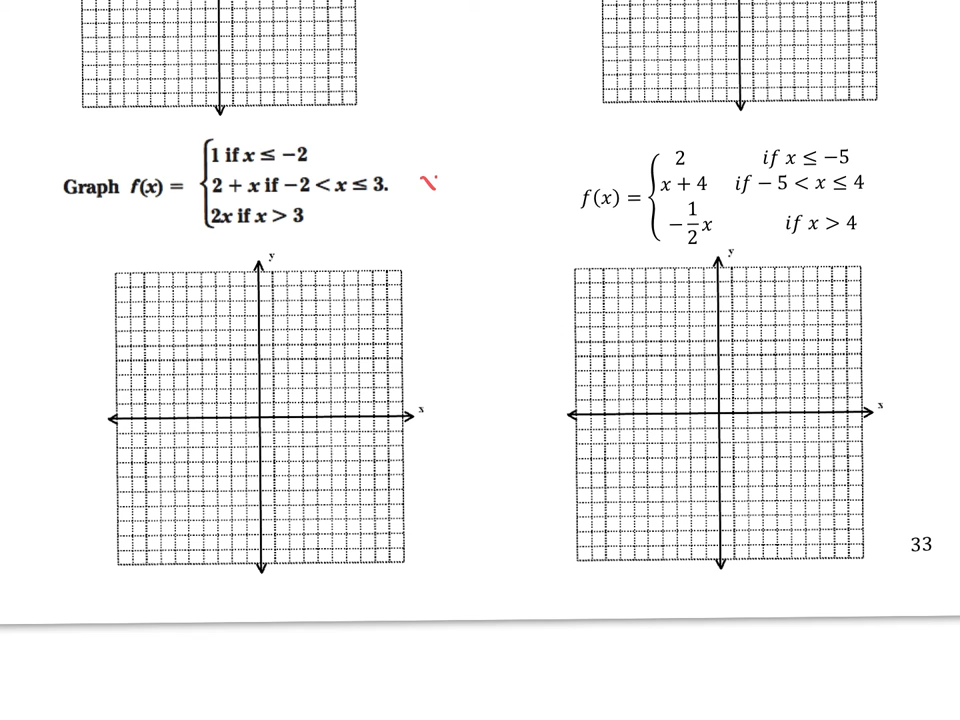 Graph f(x) = {1 if x ≤ −2
2 + x if −2 < x ≤ 3.
2x if x > 3
f(x) = {2 if x ≤ −5
x + 4 if − 5 < x ≤ 4
−1/2x if x > 4
y
x
y
x
33